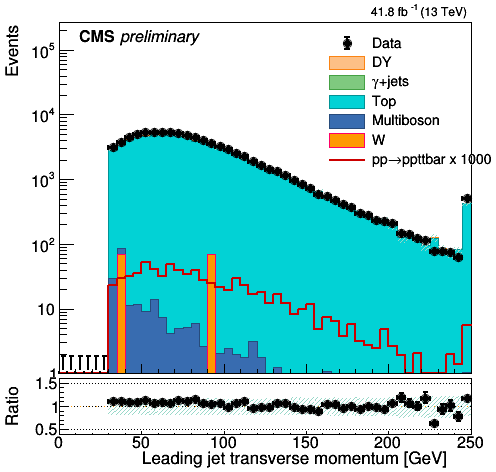 41.8 fb⁻¹ (13 TeV)
CMS preliminary
Events
10⁵
10⁴
10³
10²
10
1
Data
DY
γ+jets
Top
Multiboson
W
pp→ppttbar x 1000
Ratio
1.5
1
0.5
0 50 100 150 200 250
Leading jet transverse momentum [GeV]